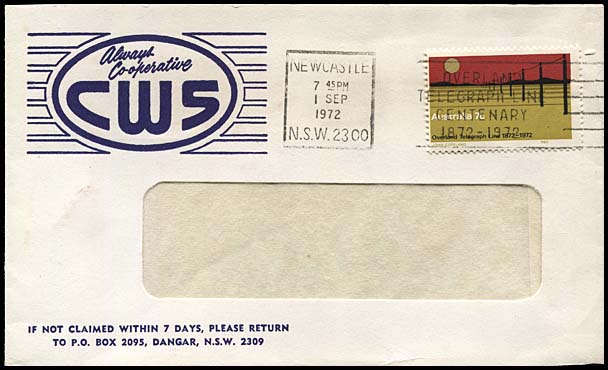 Always
Co-operative
CWS
NEWCASTLE
7 45PM
1 SEP
1972
N.S.W. 2300
OVERLAND
TELEGRAPH LINE
CENTENARY
1872-1972
Australia 7c
Overland Telegraph Line 1872-1972
IF NOT CLAIMED WITHIN 7 DAYS, PLEASE RETURN
TO P.O. BOX 2095, DANGAR, N.S.W. 2309